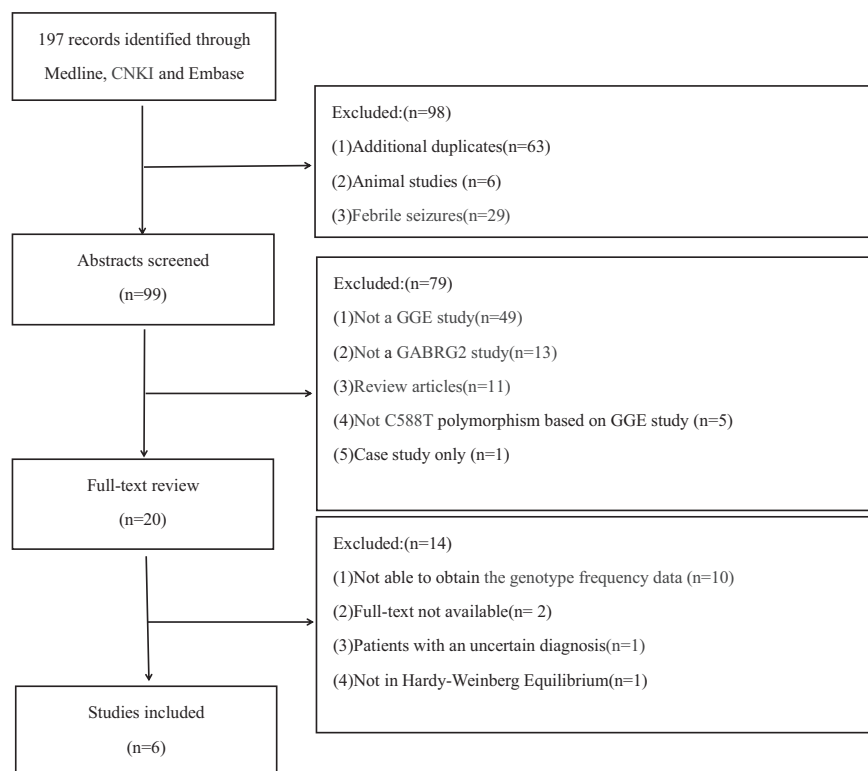 197 records identified through
Medline, CNKI and Embase
Excluded:(n=98)
(1)Additional duplicates(n=63)
(2)Animal studies (n=6)
(3)Febrile seizures(n=29)
Abstracts screened
(n=99)
Excluded:(n=79)
(1)Not a GGE study(n=49)
(2)Not a GABRG2 study(n=13)
(3)Review articles(n=11)
(4)Not C588T polymorphism based on GGE study (n=5)
(5)Case study only (n=1)
Full-text review
(n=20)
Excluded:(n=14)
(1)Not able to obtain the genotype frequency data (n=10)
(2)Full-text not available(n= 2)
(3)Patients with an uncertain diagnosis(n=1)
(4)Not in Hardy-Weinberg Equilibrium(n=1)
Studies included
(n=6)